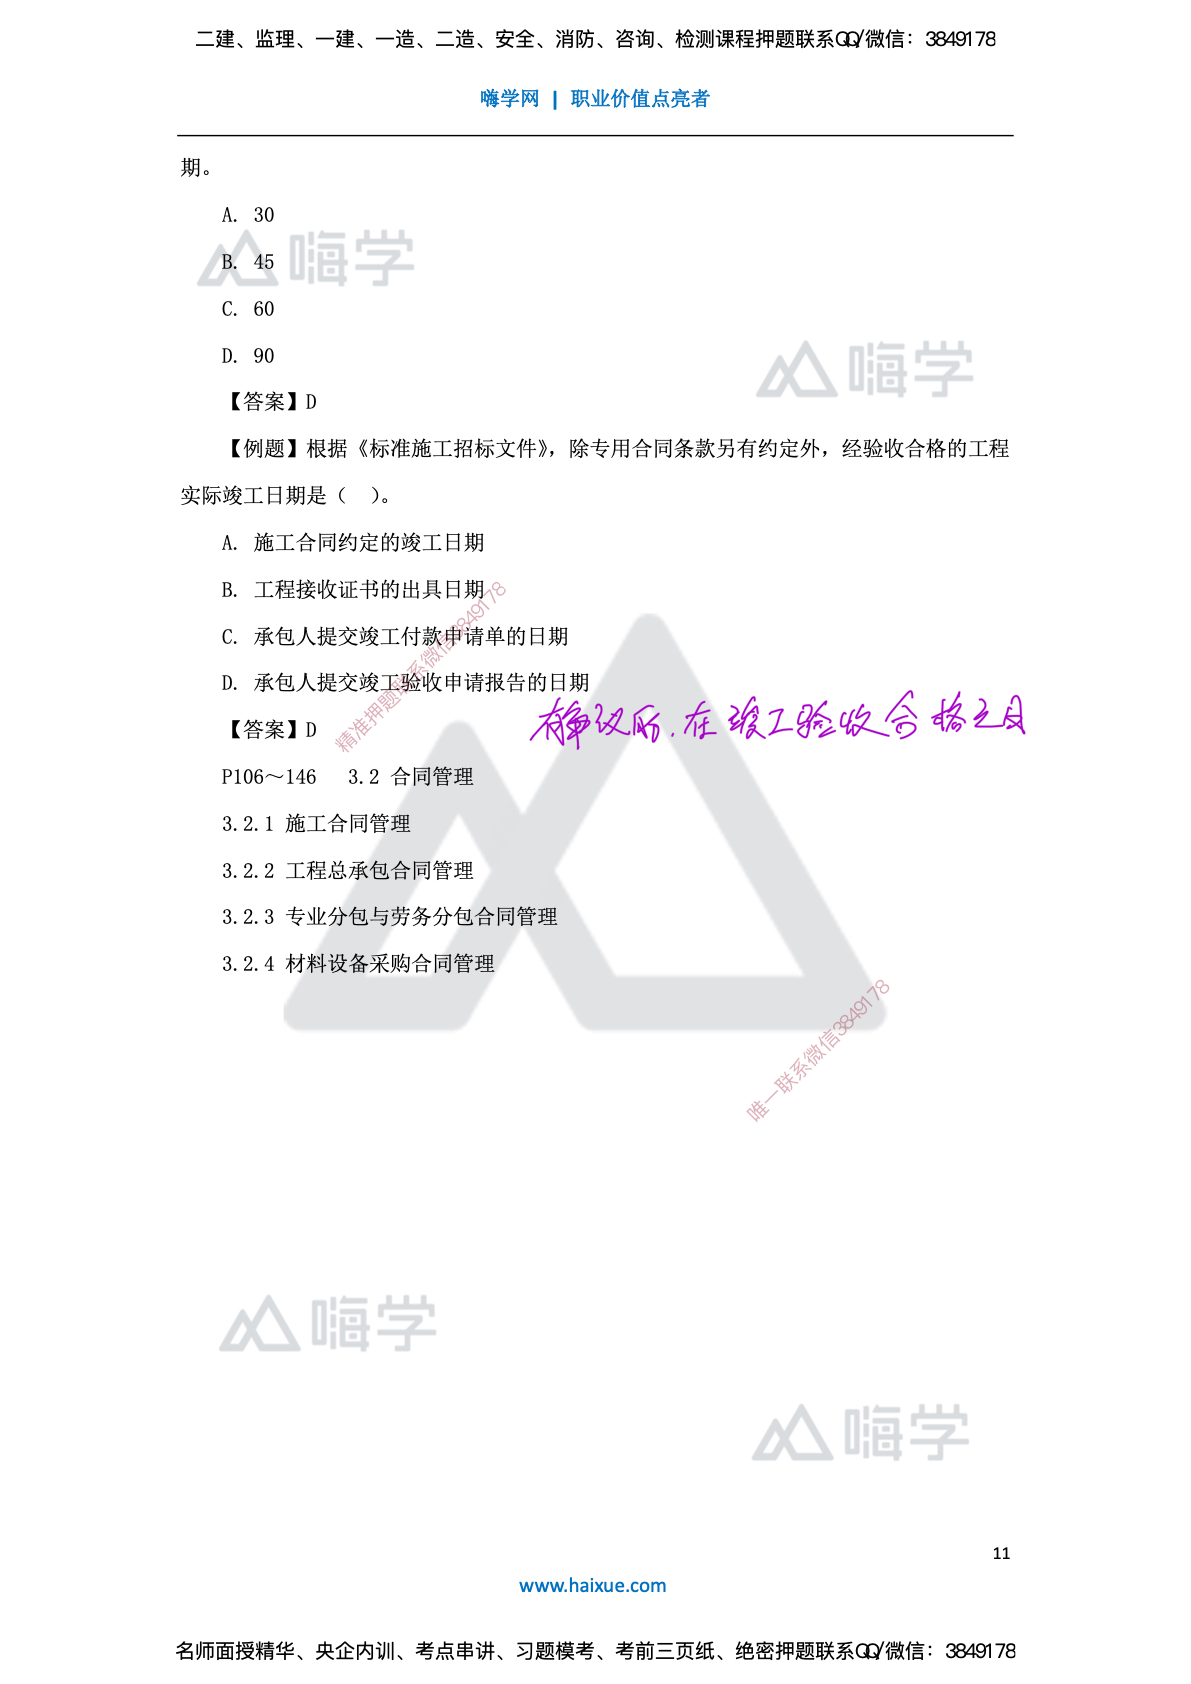 二建、监理、一建、一造、二造、安全、消防、咨询、检测课程押题联系QQ/微信：3849178
嗨学网 | 职业价值点亮者
期。
A. 30
B. 45
C. 60
D. 90
【答案】D
【例题】根据《标准施工招标文件》，除专用合同条款另有约定外，经验收合格的工程
实际竣工日期是（ ）。
A. 施工合同约定的竣工日期
B. 工程接收证书的出具日期
C. 承包人提交竣工付款申请单的日期
D. 承包人提交竣工验收申请报告的日期
【答案】D
有争议后.在竣工验收合格之日
P106～146 3.2 合同管理
3.2.1 施工合同管理
3.2.2 工程总承包合同管理
3.2.3 专业分包与劳务分包合同管理
3.2.4 材料设备采购合同管理
嗨学
嗨学
精准押题联系微信3849178
唯一联系微信3849178
嗨学
嗨学
11
www.haixue.com
名师面授精华、央企内训、考点串讲、习题模考、考前三页纸、绝密押题联系QQ/微信：3849178